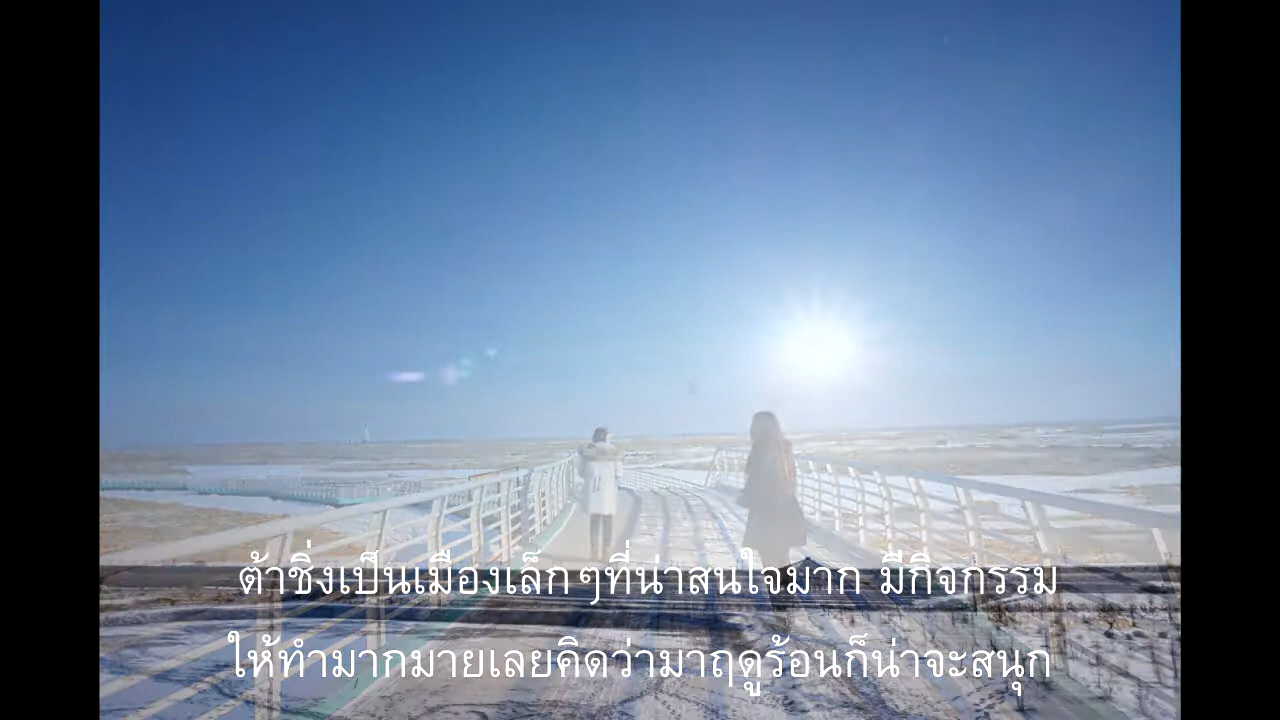 ต้าชิ่งเป็นเมืองเล็กๆที่น่าสนใจมาก มีกิจกรรม
ให้ทำมากมายเลยคิดว่ามาฤดูร้อนก็น่าจะสนุก